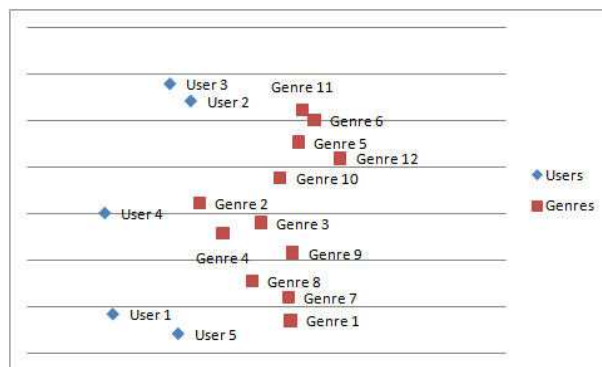 User 3
Genre 11
User 2
Genre 6
Genre 5
Genre 12
Genre 10
Users
Genre 2
Genres
User 4
Genre 3
Genre 4
Genre 9
Genre 8
Genre 7
User 1
Genre 1
User 5